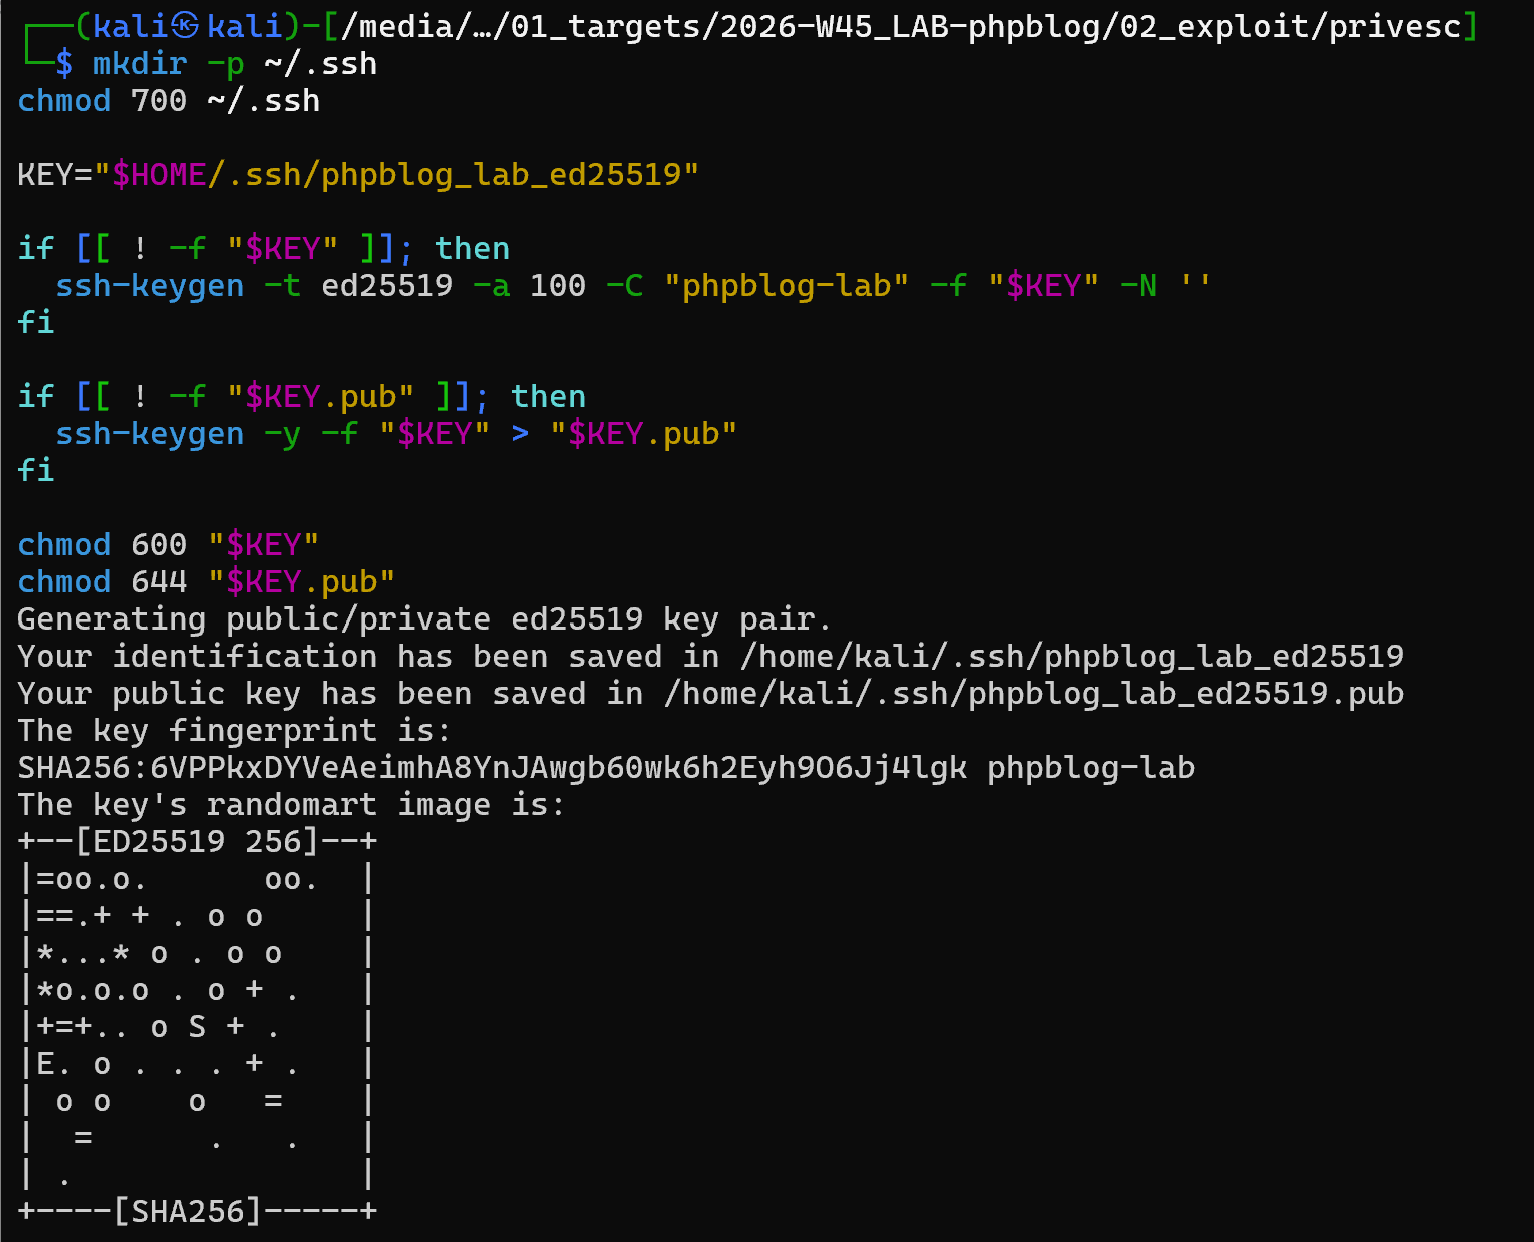 ┌──(kali㉿kali)-[/media/…/01_targets/2026-W45_LAB-phpblog/02_exploit/privesc]
└─$ mkdir -p ~/.ssh
chmod 700 ~/.ssh

KEY="$HOME/.ssh/phpblog_lab_ed25519"

if [[ ! -f "$KEY" ]]; then
  ssh-keygen -t ed25519 -a 100 -C "phpblog-lab" -f "$KEY" -N ''
fi

if [[ ! -f "$KEY.pub" ]]; then
  ssh-keygen -y -f "$KEY" > "$KEY.pub"
fi

chmod 600 "$KEY"
chmod 644 "$KEY.pub"
Generating public/private ed25519 key pair.
Your identification has been saved in /home/kali/.ssh/phpblog_lab_ed25519
Your public key has been saved in /home/kali/.ssh/phpblog_lab_ed25519.pub
The key fingerprint is:
SHA256:6VPPkxDYVeAeimhA8YnJAwgb60wk6h2Eyh9O6Jj4lgk phpblog-lab
The key's randomart image is:
+--[ED25519 256]--+
|=oo.o.      oo.  |
|==.+ + . o o     |
|*...* o . o o    |
|*o.o.o . o + .   |
|+=+.. o S + .    |
|E. o . . . + .   |
| o o    o   =    |
|  =      .   .   |
| .               |
+----[SHA256]-----+